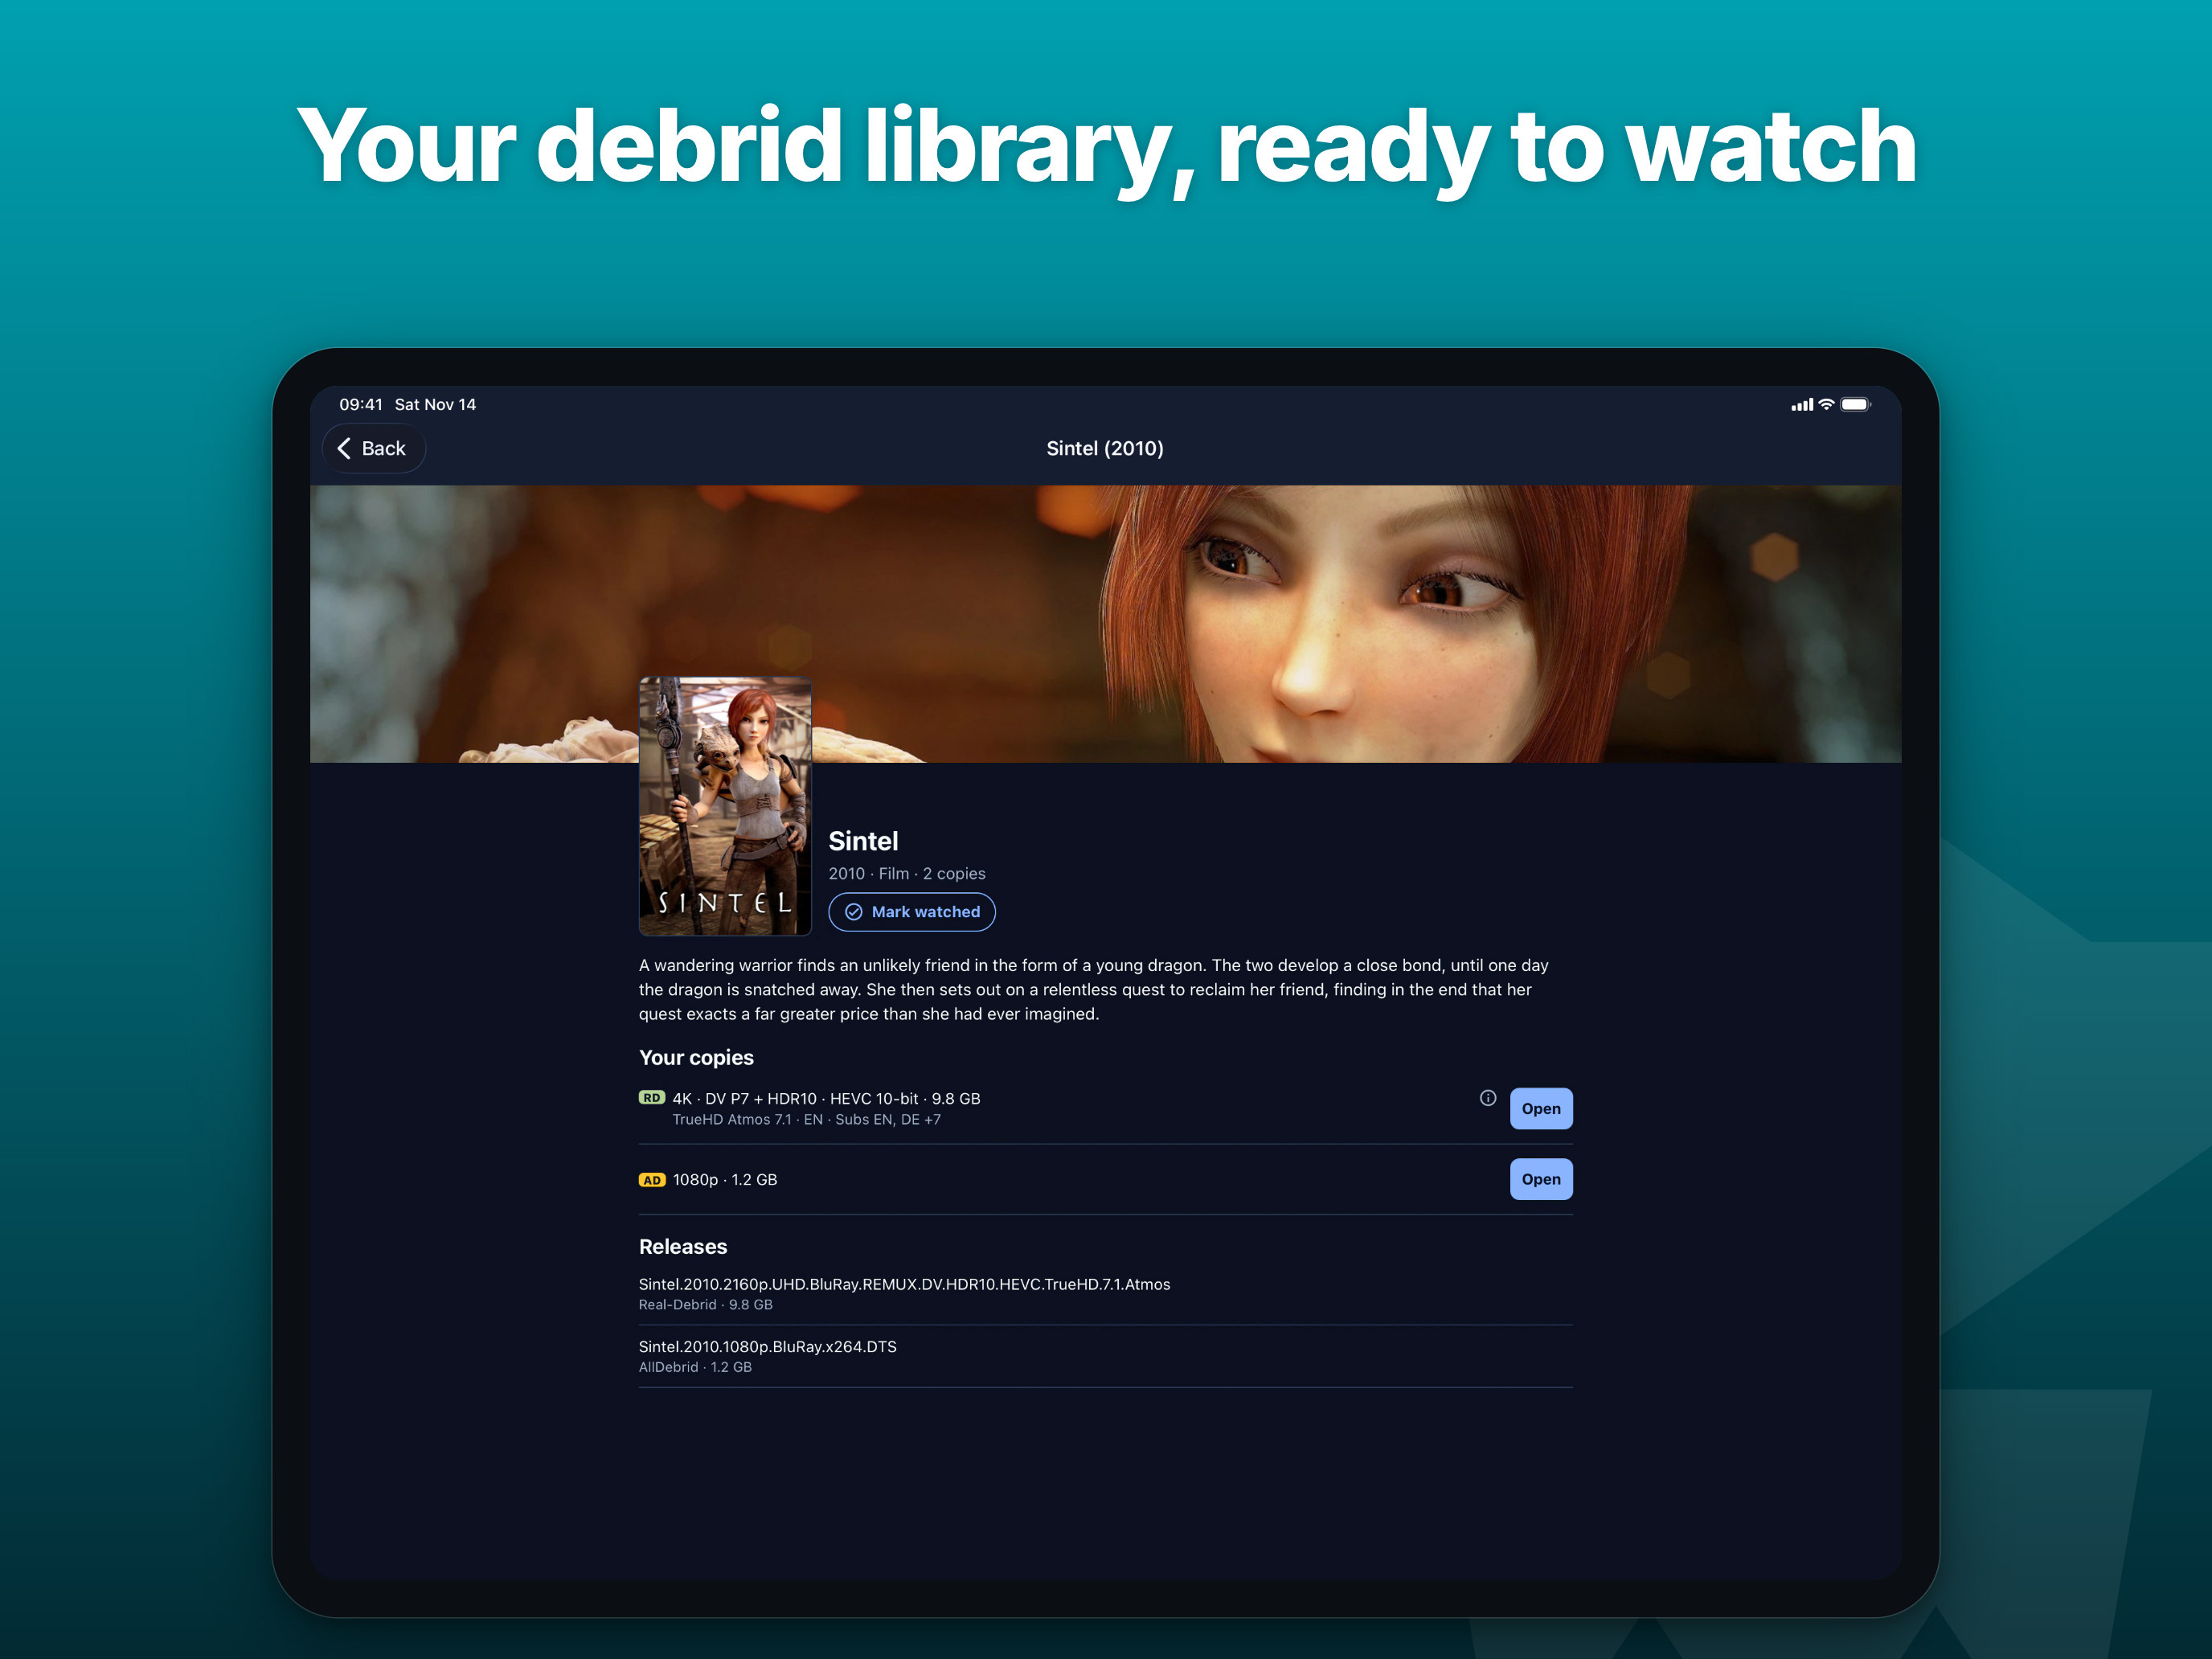 Your debrid library, ready to watch
09:41 Sat Nov 14
Back
Sintel (2010)
SINTEL
Sintel
2010 · Film · 2 copies
Mark watched
A wandering warrior finds an unlikely friend in the form of a young dragon. The two develop a close bond, until one day
the dragon is snatched away. She then sets out on a relentless quest to reclaim her friend, finding in the end that her
quest exacts a far greater price than she had ever imagined.
Your copies
RD 4K · DV P7 + HDR10 · HEVC 10-bit · 9.8 GB
TrueHD Atmos 7.1 · EN · Subs EN, DE +7
Open
AD 1080p · 1.2 GB
Open
Releases
Sintel.2010.2160p.UHD.BluRay.REMUX.DV.HDR10.HEVC.TrueHD.7.1.Atmos
Real-Debrid · 9.8 GB
Sintel.2010.1080p.BluRay.x264.DTS
AllDebrid · 1.2 GB